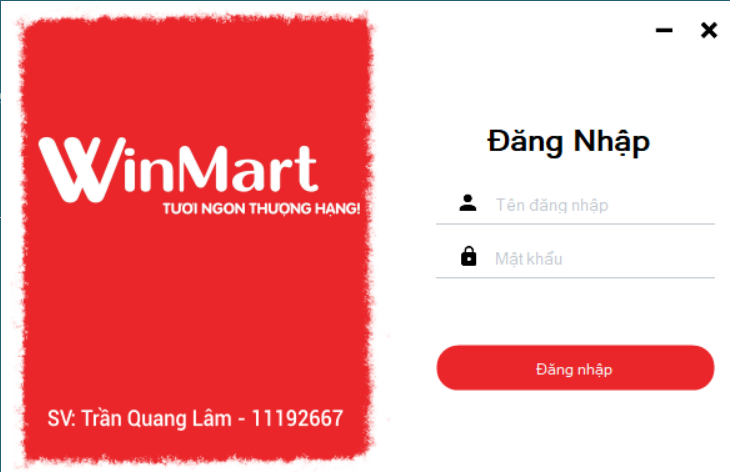 WinMart
TƯƠI NGON THƯỢNG HẠNG!
SV: Trần Quang Lâm - 11192667
Đăng Nhập
Tên đăng nhập
Mật khẩu
Đăng nhập